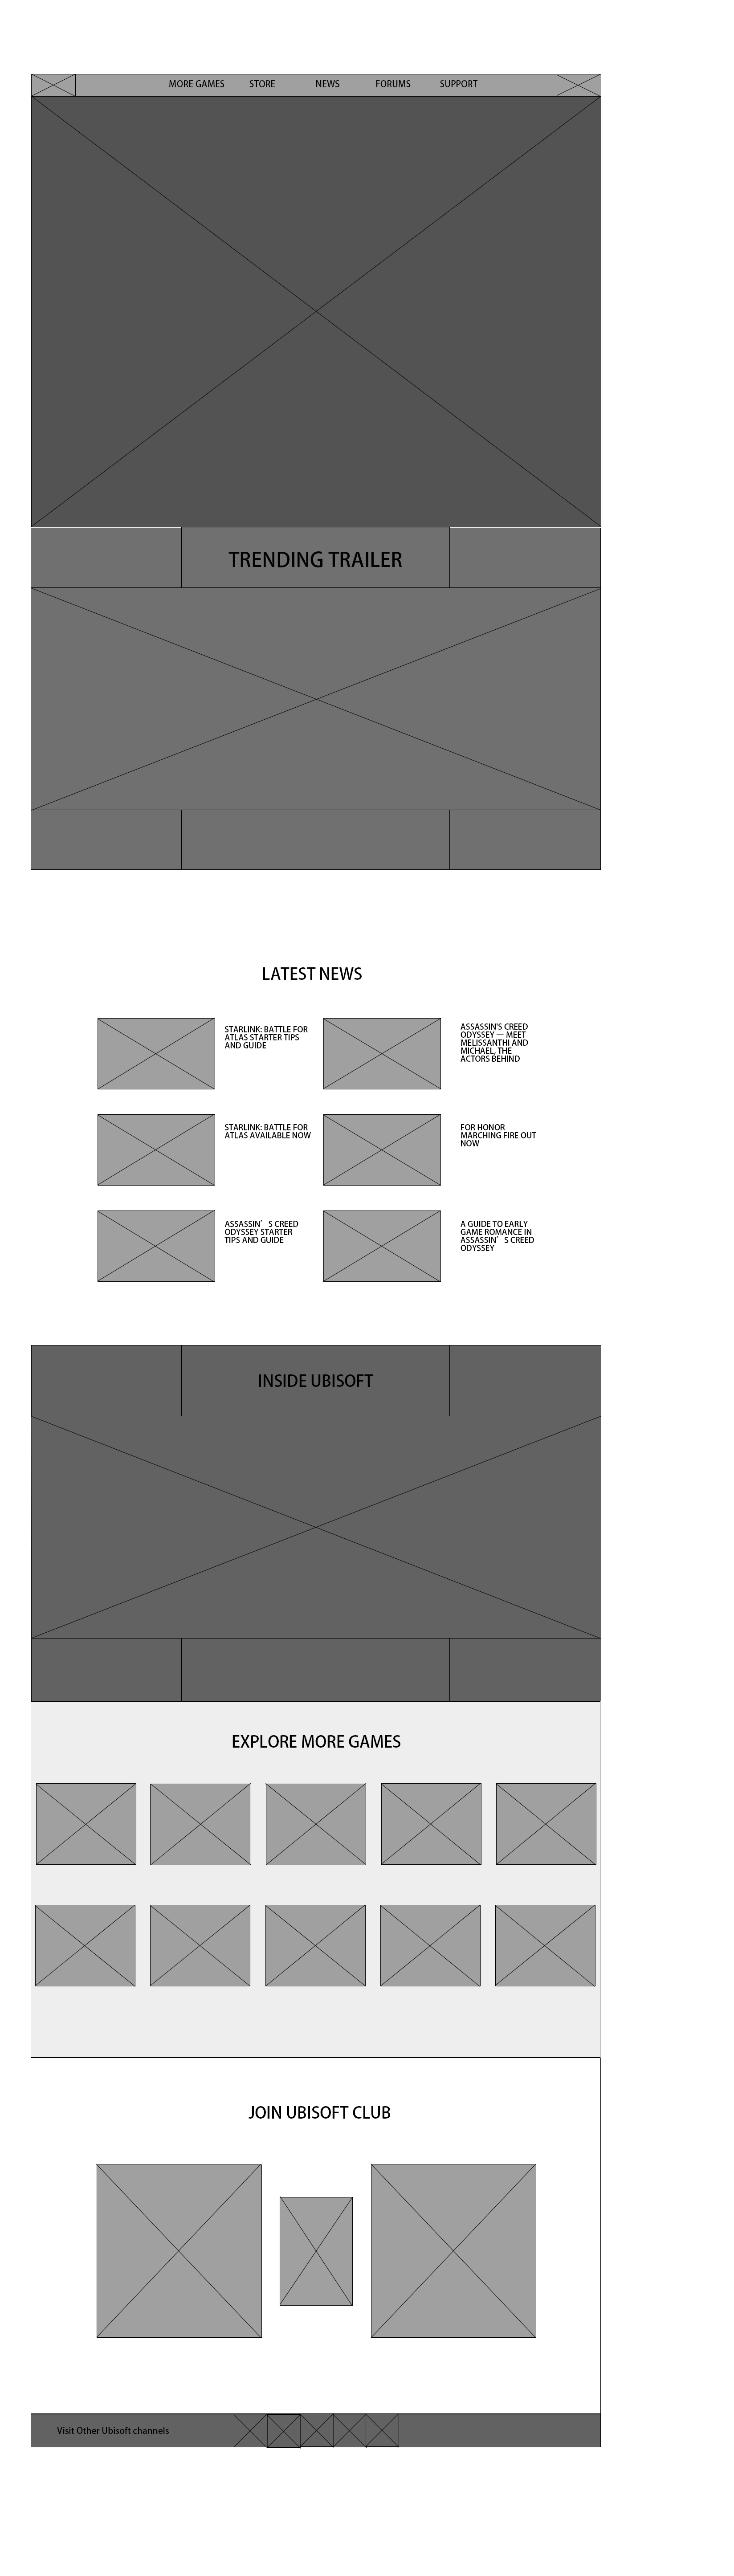 MORE GAMES STORE NEWS FORUMS SUPPORT
TRENDING TRAILER
LATEST NEWS
STARLINK: BATTLE FOR
ATLAS STARTER TIPS
AND GUIDE
ASSASSIN'S CREED
ODYSSEY — MEET
MELISSANTHI AND
MICHAEL, THE
ACTORS BEHIND
STARLINK: BATTLE FOR
ATLAS AVAILABLE NOW
FOR HONOR
MARCHING FIRE OUT
NOW
ASSASSIN’S CREED
ODYSSEY STARTER
TIPS AND GUIDE
A GUIDE TO EARLY
GAME ROMANCE IN
ASSASSIN’S CREED
ODYSSEY
INSIDE UBISOFT
EXPLORE MORE GAMES
JOIN UBISOFT CLUB
Visit Other Ubisoft channels